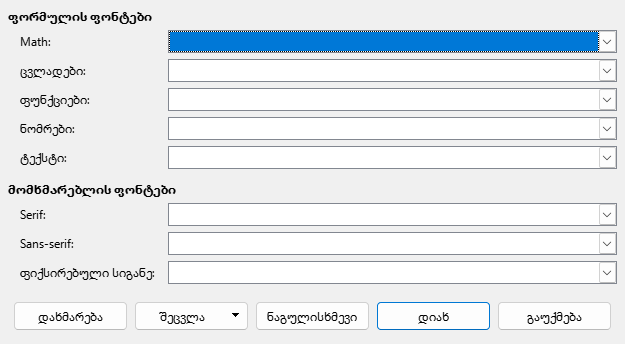 ფორმულის ფონტები
Math:
ცვლადები:
ფუნქციები:
ნომრები:
ტექსტი:
მომხმარებლის ფონტები
Serif:
Sans-serif:
ფიქსირებული სიგანე:
დახმარება შეცვლა ნაგულისხმევი დიახ გაუქმება